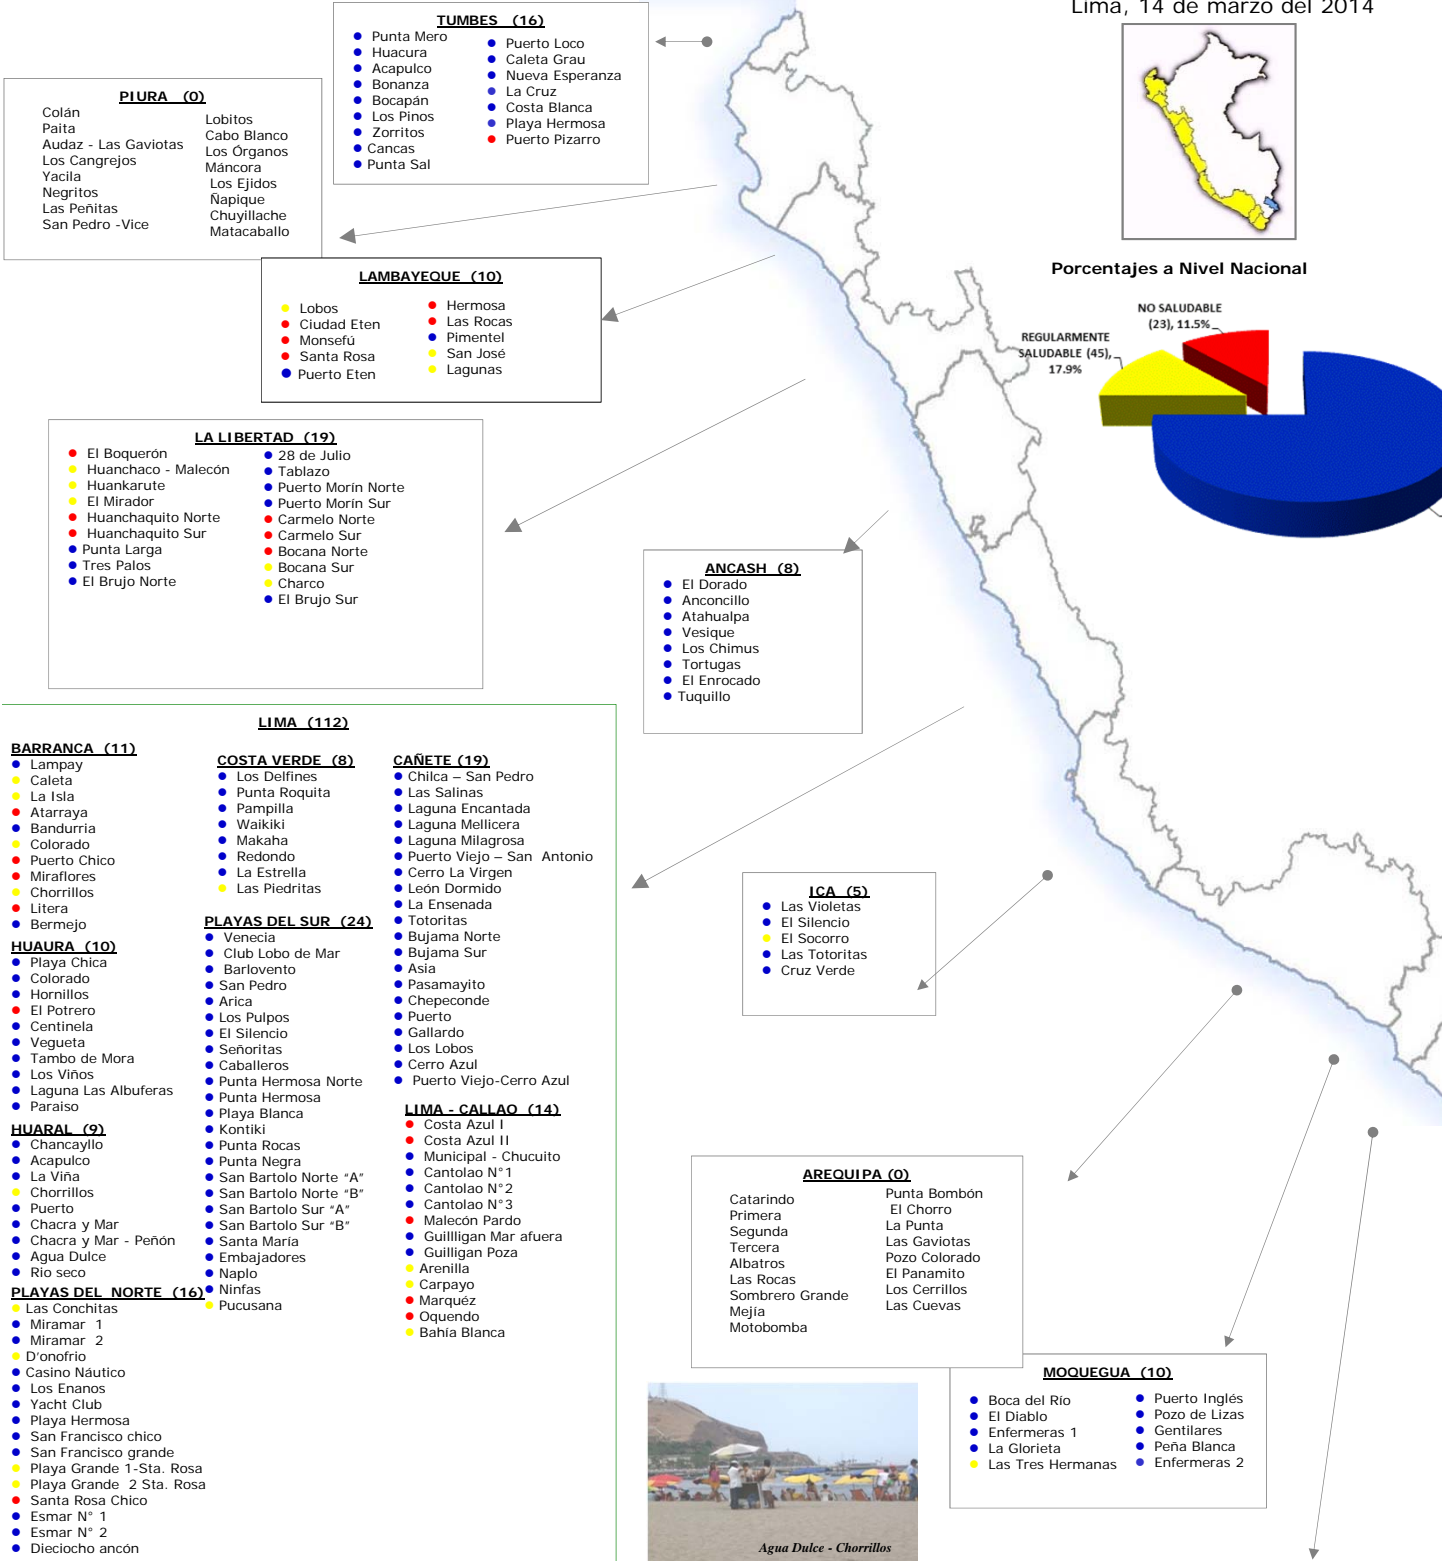 Lima, 14 de marzo del 2014
TUMBES (16)
Punta Mero
Huacura
Acapulco
Bonanza
Bocapán
Los Pinos
Zorritos
Cancas
Punta Sal
Puerto Loco
Caleta Grau
Nueva Esperanza
La Cruz
Costa Blanca
Playa Hermosa
Puerto Pizarro
PIURA (0)
Colán
Paita
Audaz - Las Gaviotas
Los Cangrejos
Yacila
Negritos
Las Peñitas
San Pedro -Vice
Lobitos
Cabo Blanco
Los Órganos
Máncora
Los Ejidos
Ñapique
Chuyillache
Matacaballo
LAMBAYEQUE (10)
Lobos
Ciudad Eten
Monsefú
Santa Rosa
Puerto Eten
Hermosa
Las Rocas
Pimentel
San José
Lagunas
Porcentajes a Nivel Nacional
NO SALUDABLE
(23), 11.5%
REGULARMENTE
SALUDABLE (45),
17.9%
LA LIBERTAD (19)
El Boquerón
Huanchaco - Malecón
Huankarute
El Mirador
Huanchaquito Norte
Huanchaquito Sur
Punta Larga
Tres Palos
El Brujo Norte
28 de Julio
Tablazo
Puerto Morín Norte
Puerto Morín Sur
Carmelo Norte
Carmelo Sur
Bocana Norte
Bocana Sur
Charco
El Brujo Sur
ANCASH (8)
El Dorado
Anconcillo
Atahualpa
Vesique
Los Chimus
Tortugas
El Enrocado
Tuquillo
LIMA (112)
BARRANCA (11)
Lampay
Caleta
La Isla
Atarraya
Bandurria
Colorado
Puerto Chico
Miraflores
Chorrillos
Litera
Bermejo
HUAURA (10)
Playa Chica
Colorado
Hornillos
El Potrero
Centinela
Vegueta
Tambo de Mora
Los Viños
Laguna Las Albuferas
Paraiso
HUARAL (9)
Chancayllo
Acapulco
La Viña
Chorrillos
Puerto
Chacra y Mar
Chacra y Mar - Peñón
Agua Dulce
Rio seco
PLAYAS DEL NORTE (16)
Las Conchitas
Miramar 1
Miramar 2
D'onofrio
Casino Náutico
Los Enanos
Yacht Club
Playa Hermosa
San Francisco chico
San Francisco grande
Playa Grande 1-Sta. Rosa
Playa Grande 2 Sta. Rosa
Santa Rosa Chico
Esmar N° 1
Esmar N° 2
Dieciocho ancón
COSTA VERDE (8)
Los Delfines
Punta Roquita
Pampilla
Waikiki
Makaha
Redondo
La Estrella
Las Piedritas
PLAYAS DEL SUR (24)
Venecia
Club Lobo de Mar
Barlovento
San Pedro
Arica
Los Pulpos
El Silencio
Señoritas
Caballeros
Punta Hermosa Norte
Punta Hermosa
Playa Blanca
Kontiki
Punta Rocas
Punta Negra
San Bartolo Norte "A"
San Bartolo Norte "B"
San Bartolo Sur "A"
San Bartolo Sur "B"
Santa María
Embajadores
Naplo
Ninfas
Pucusana
CAÑETE (19)
Chilca – San Pedro
Las Salinas
Laguna Encantada
Laguna Mellicera
Laguna Milagrosa
Puerto Viejo – San Antonio
Cerro La Virgen
León Dormido
La Ensenada
Totoritas
Bujama Norte
Bujama Sur
Asia
Pasamayito
Chepeconde
Puerto
Gallardo
Los Lobos
Cerro Azul
Puerto Viejo-Cerro Azul
LIMA - CALLAO (14)
Costa Azul I
Costa Azul II
Municipal - Chucuito
Cantolao N°1
Cantolao N°2
Cantolao N°3
Malecón Pardo
Guillligan Mar afuera
Guilligan Poza
Arenilla
Carpayo
Marquéz
Oquendo
Bahía Blanca
ICA (5)
Las Violetas
El Silencio
El Socorro
Las Totoritas
Cruz Verde
AREQUIPA (0)
Catarindo
Primera
Segunda
Tercera
Albatros
Las Rocas
Sombrero Grande
Mejía
Motobomba
Punta Bombón
El Chorro
La Punta
Las Gaviotas
Pozo Colorado
El Panamito
Los Cerrillos
Las Cuevas
MOQUEGUA (10)
Boca del Río
El Diablo
Enfermeras 1
La Glorieta
Las Tres Hermanas
Puerto Inglés
Pozo de Lizas
Gentilares
Peña Blanca
Enfermeras 2
Agua Dulce - Chorrillos